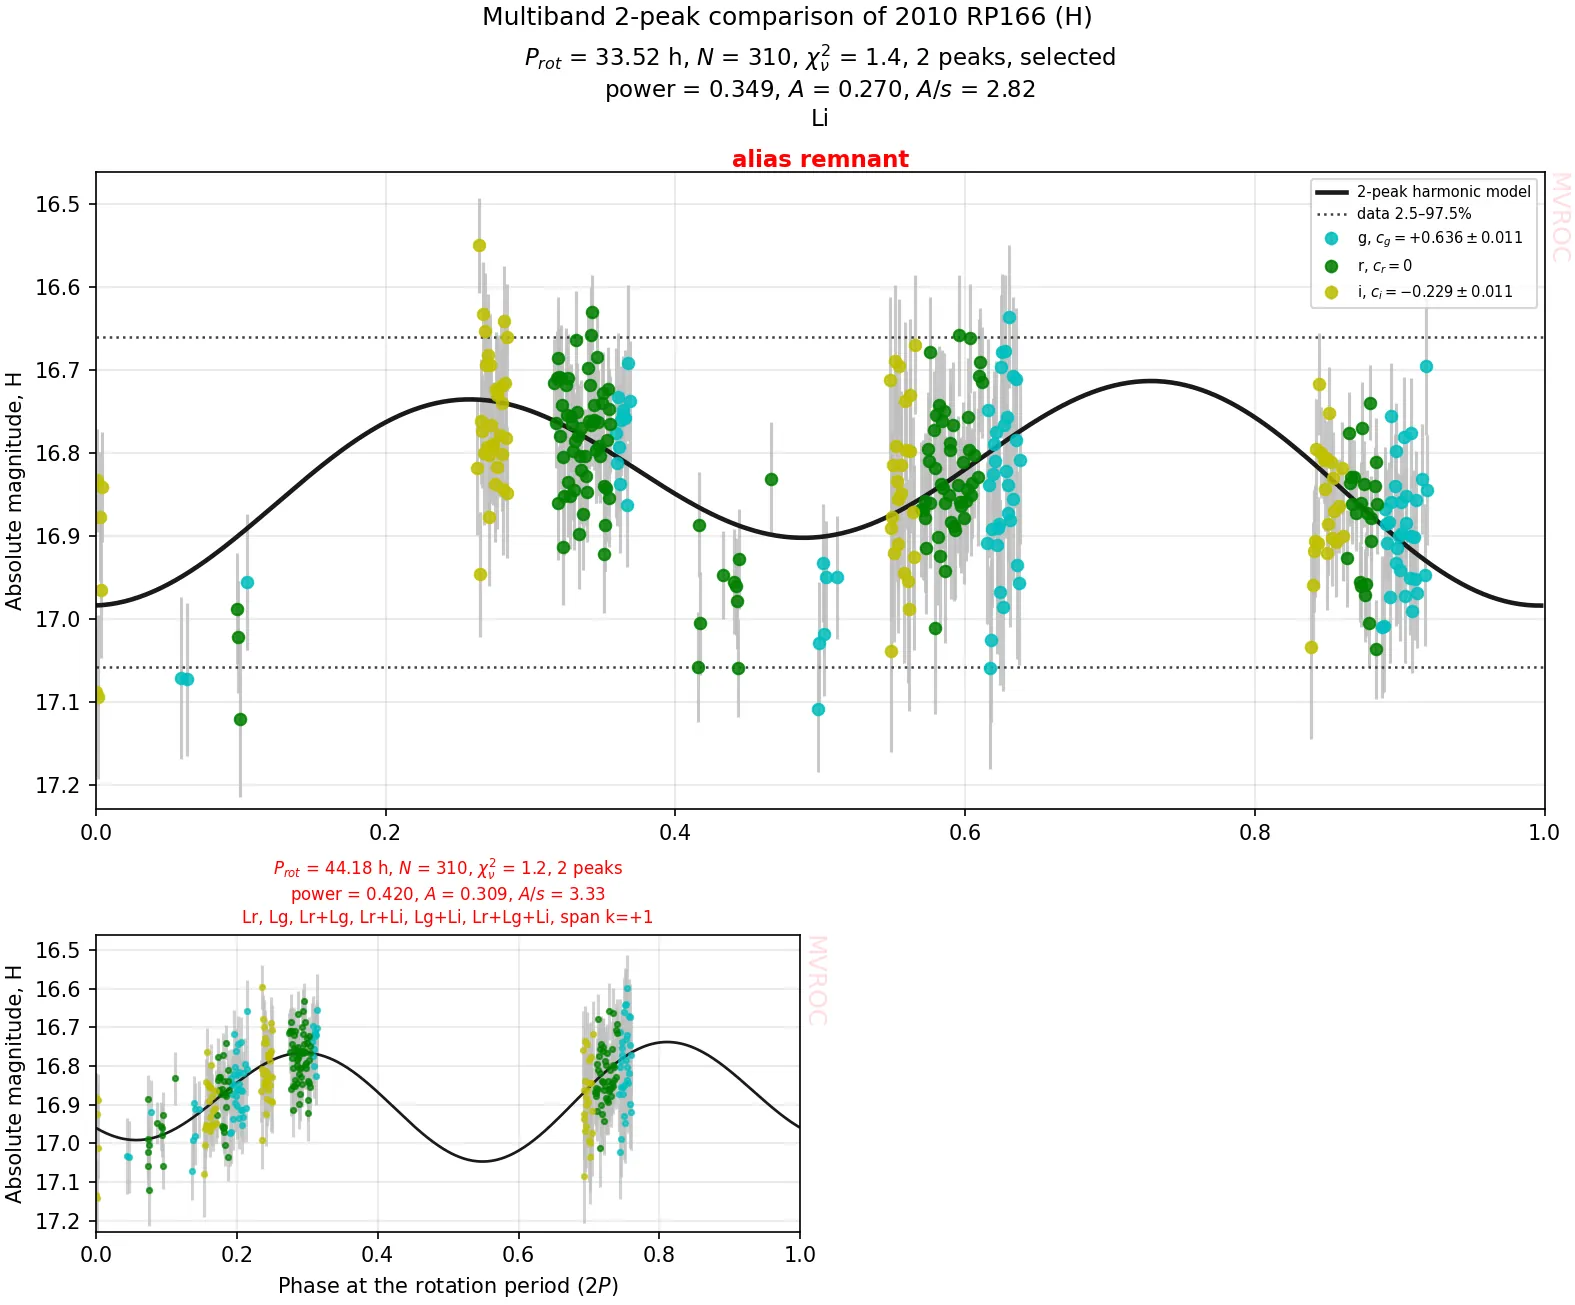 Multiband 2-peak comparison of 2010 RP166 (H)
P_rot = 33.52 h, N = 310, χ²_ν = 1.4, 2 peaks, selected
power = 0.349, A = 0.270, A/s = 2.82
Li
alias remnant
MVROC
2-peak harmonic model
data 2.5–97.5%
g, c_g = +0.636 ± 0.011
r, c_r = 0
i, c_i = −0.229 ± 0.011
Absolute magnitude, H
16.5
16.6
16.7
16.8
16.9
17.0
17.1
17.2
0.0 0.2 0.4 0.6 0.8 1.0
P_rot = 44.18 h, N = 310, χ²_ν = 1.2, 2 peaks
power = 0.420, A = 0.309, A/s = 3.33
Lr, Lg, Lr+Lg, Lr+Li, Lg+Li, Lr+Lg+Li, span k=+1
MVROC
Absolute magnitude, H
16.5
16.6
16.7
16.8
16.9
17.0
17.1
17.2
0.0 0.2 0.4 0.6 0.8 1.0
Phase at the rotation period (2P)